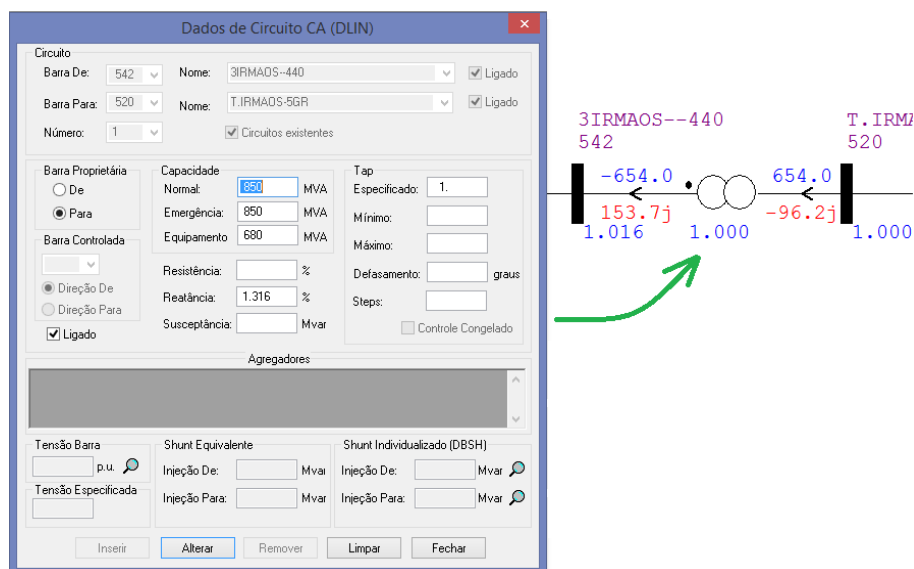 Dados de Circuito CA (DLIN)
Circuito
Barra De: 542 Nome: 3IRMAOS--440 Ligado
Barra Para: 520 Nome: T.IRMAOS-5GR Ligado
Número: 1 Circuitos existentes
Barra Proprietária
De
Para
Barra Controlada
Direção De
Direção Para
Ligado
Capacidade
Normal: 850 MVA
Emergência: 850 MVA
Equipamento 680 MVA
Resistência: %
Reatância: 1.316 %
Susceptância: Mvar
Tap
Especificado: 1.
Mínimo:
Máximo:
Defasamento: graus
Steps:
Controle Congelado
Agregadores
Tensão Barra
p.u.
Tensão Especificada
Shunt Equivalente
Injeção De: Mvar
Injeção Para: Mvar
Shunt Individualizado (DBSH)
Injeção De: Mvar
Injeção Para: Mvar
Inserir Alterar Remover Limpar Fechar
3IRMAOS--440 T.IRMA
542 520
-654.0 654.0
153.7j -96.2j
1.016 1.000 1.000